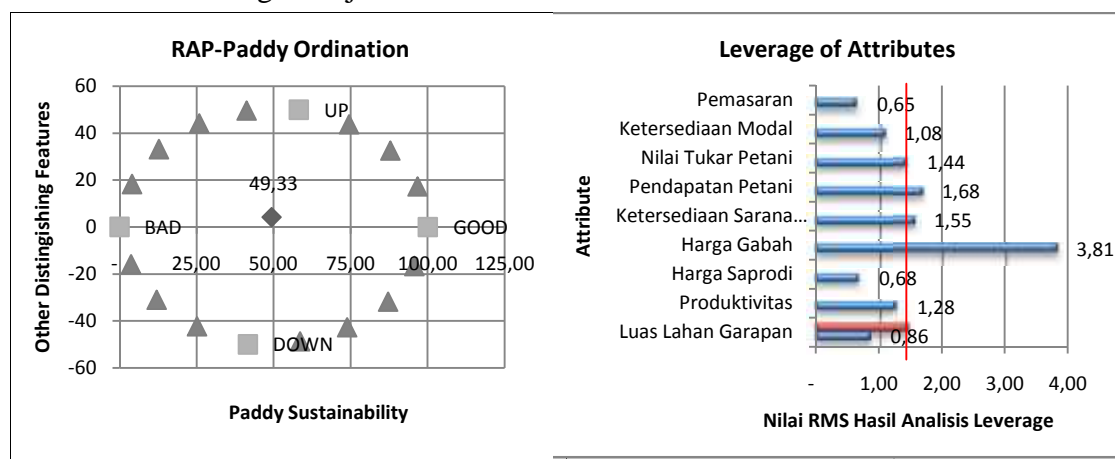 RAP-Paddy Ordination
Other Distingishing Features
60
40
20
0
-20
-40
-60
UP
49,33
BAD
GOOD
-
25,00
50,00
75,00
100,00
125,00
DOWN
Paddy Sustainability
Leverage of Attributes
Attribute
Pemasaran
0,65
Ketersediaan Modal
1,08
Nilai Tukar Petani
1,44
Pendapatan Petani
1,68
Ketersediaan Sarana...
1,55
Harga Gabah
3,81
Harga Saprodi
0,68
Produktivitas
1,28
Luas Lahan Garapan
0,86
-
1,00
2,00
3,00
4,00
Nilai RMS Hasil Analisis Leverage